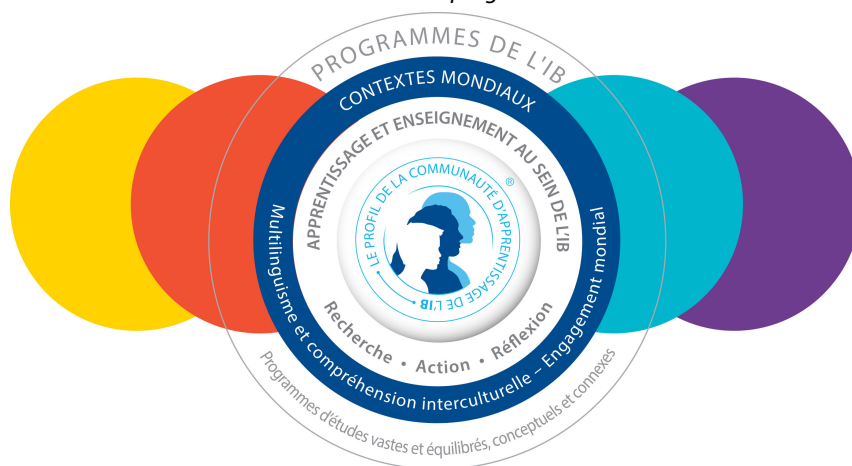 PROGRAMMES DE L'IB
CONTEXTES MONDIAUX
APPRENTISSAGE ET ENSEIGNEMENT AU SEIN DE L'IB
• LE PROFIL DE LA COMMUNAUTÉ D'APPRENTISSAGE DE L'IB •
®
Recherche • Action • Réflexion
Multilinguisme et compréhension interculturelle – Engagement mondial
Programmes d'études vastes et équilibrés, conceptuels et connexes